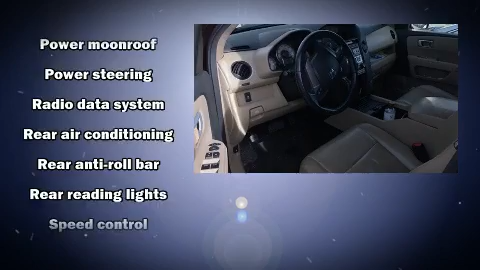 Power moonroof
Power steering
Radio data system
Rear air conditioning
Rear anti-roll bar
Rear reading lights
Speed control